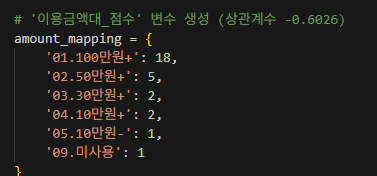 # '이용금액대_점수' 변수 생성 (상관계수 -0.6026)
amount_mapping = {
    '01.100만원+': 18,
    '02.50만원+': 5,
    '03.30만원+': 2,
    '04.10만원+': 2,
    '05.10만원-': 1,
    '09.미사용': 1
}